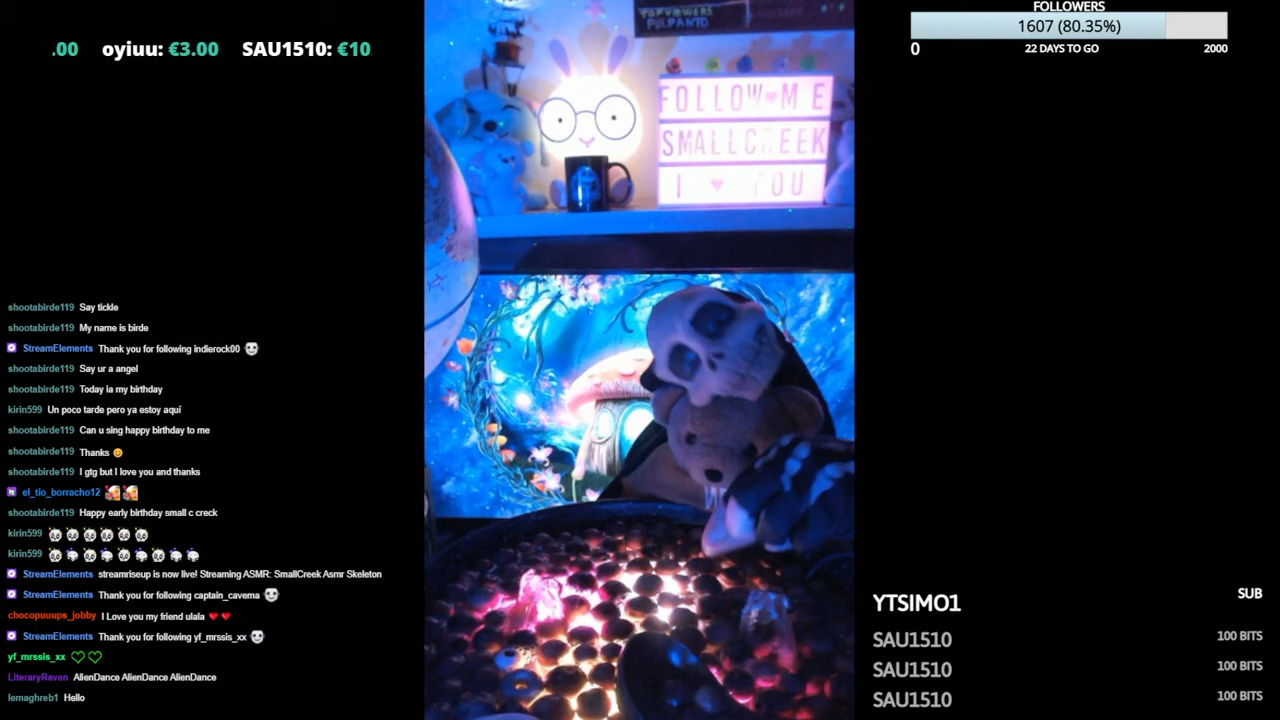 .00 oyiuu: €3.00 SAU1510: €10
FOLLOWERS
1607 (80.35%)
0 22 DAYS TO GO 2000
PULPANTO
FOLLOW♥ME
SMALLCREEK
I ♥ YOU
shootabirde119 Say tickle
shootabirde119 My name is birde
StreamElements Thank you for following indierock00
shootabirde119 Say ur a angel
shootabirde119 Today ia my birthday
kirin599 Un poco tarde pero ya estoy aquí
shootabirde119 Can u sing happy birthday to me
shootabirde119 Thanks 😊
shootabirde119 I gtg but I love you and thanks
el_tio_borracho12
shootabirde119 Happy early birthday small c creck
kirin599
kirin599
StreamElements streamriseup is now live! Streaming ASMR: SmallCreek Asmr Skeleton
StreamElements Thank you for following captain_caverna
chocopuuups_jobby I Love you my friend ulala ♥ ♥
StreamElements Thank you for following yf_mrssis_xx
yf_mrssis_xx ♡ ♡
LiteraryRaven AlienDance AlienDance AlienDance
lemaghreb1 Hello
YTSIMO1 SUB
SAU1510 100 BITS
SAU1510 100 BITS
SAU1510 100 BITS